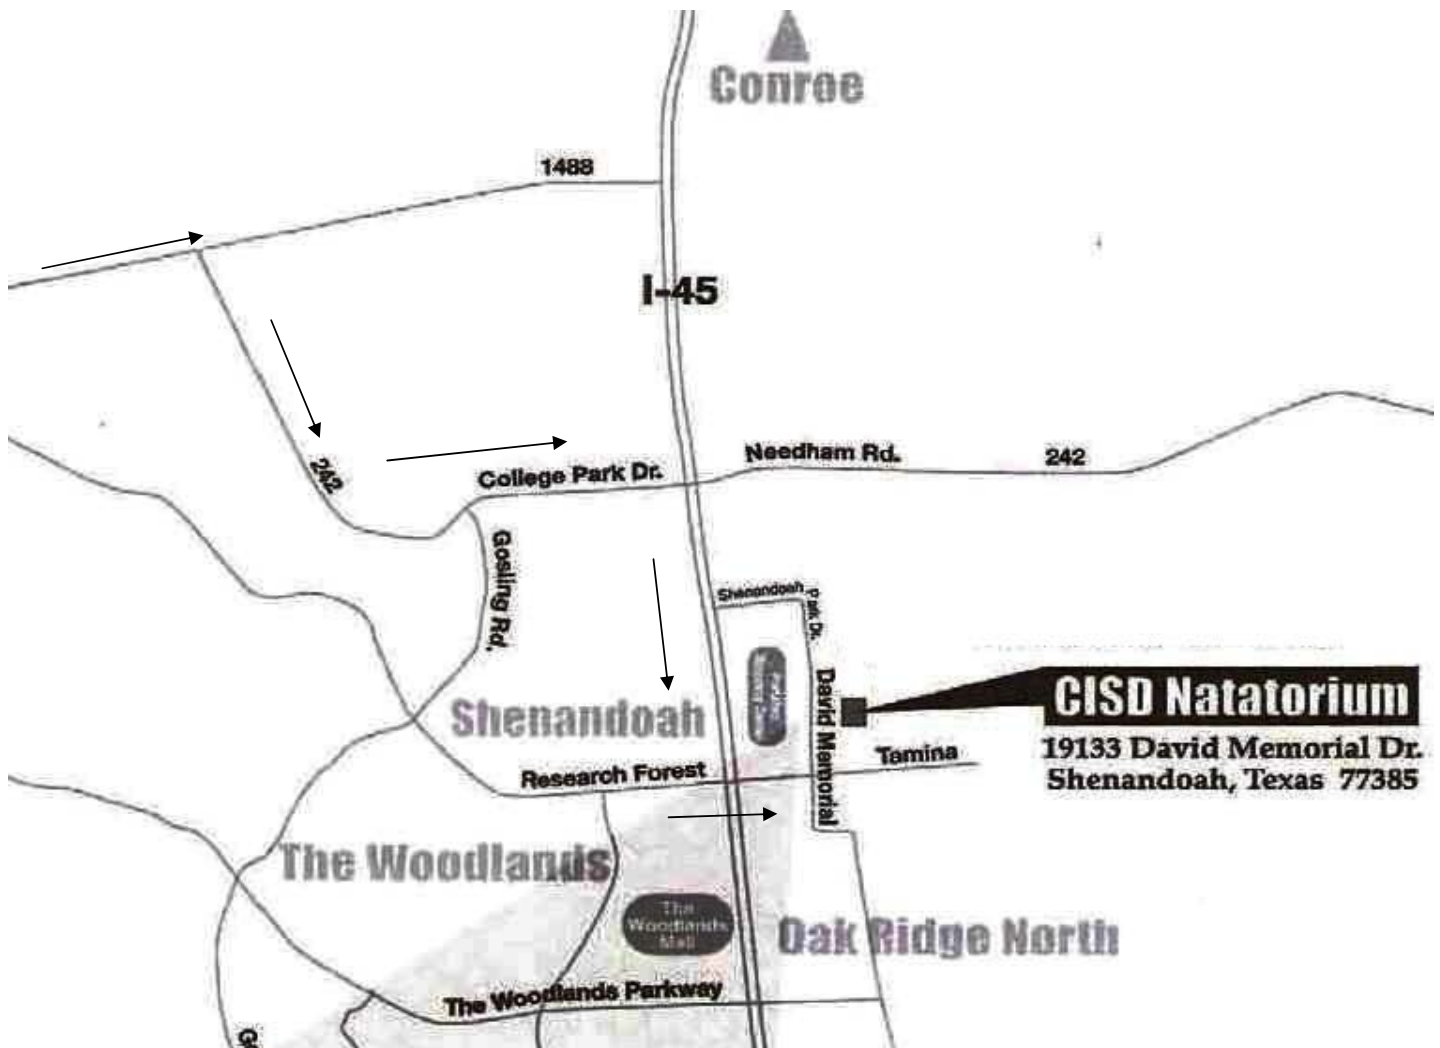 Conroe
1488
I-45
Needham Rd.
242
College Park Dr.
242
Gosling Rd.
Shenandoah
Park Dr.
David Memorial
CISD Natatorium
19133 David Memorial Dr.
Shenandoah, Texas 77385
Shenandoah
Tamina
Research Forest
The Woodlands
The
Woodlands
Mall
Oak Ridge North
The Woodlands Parkway